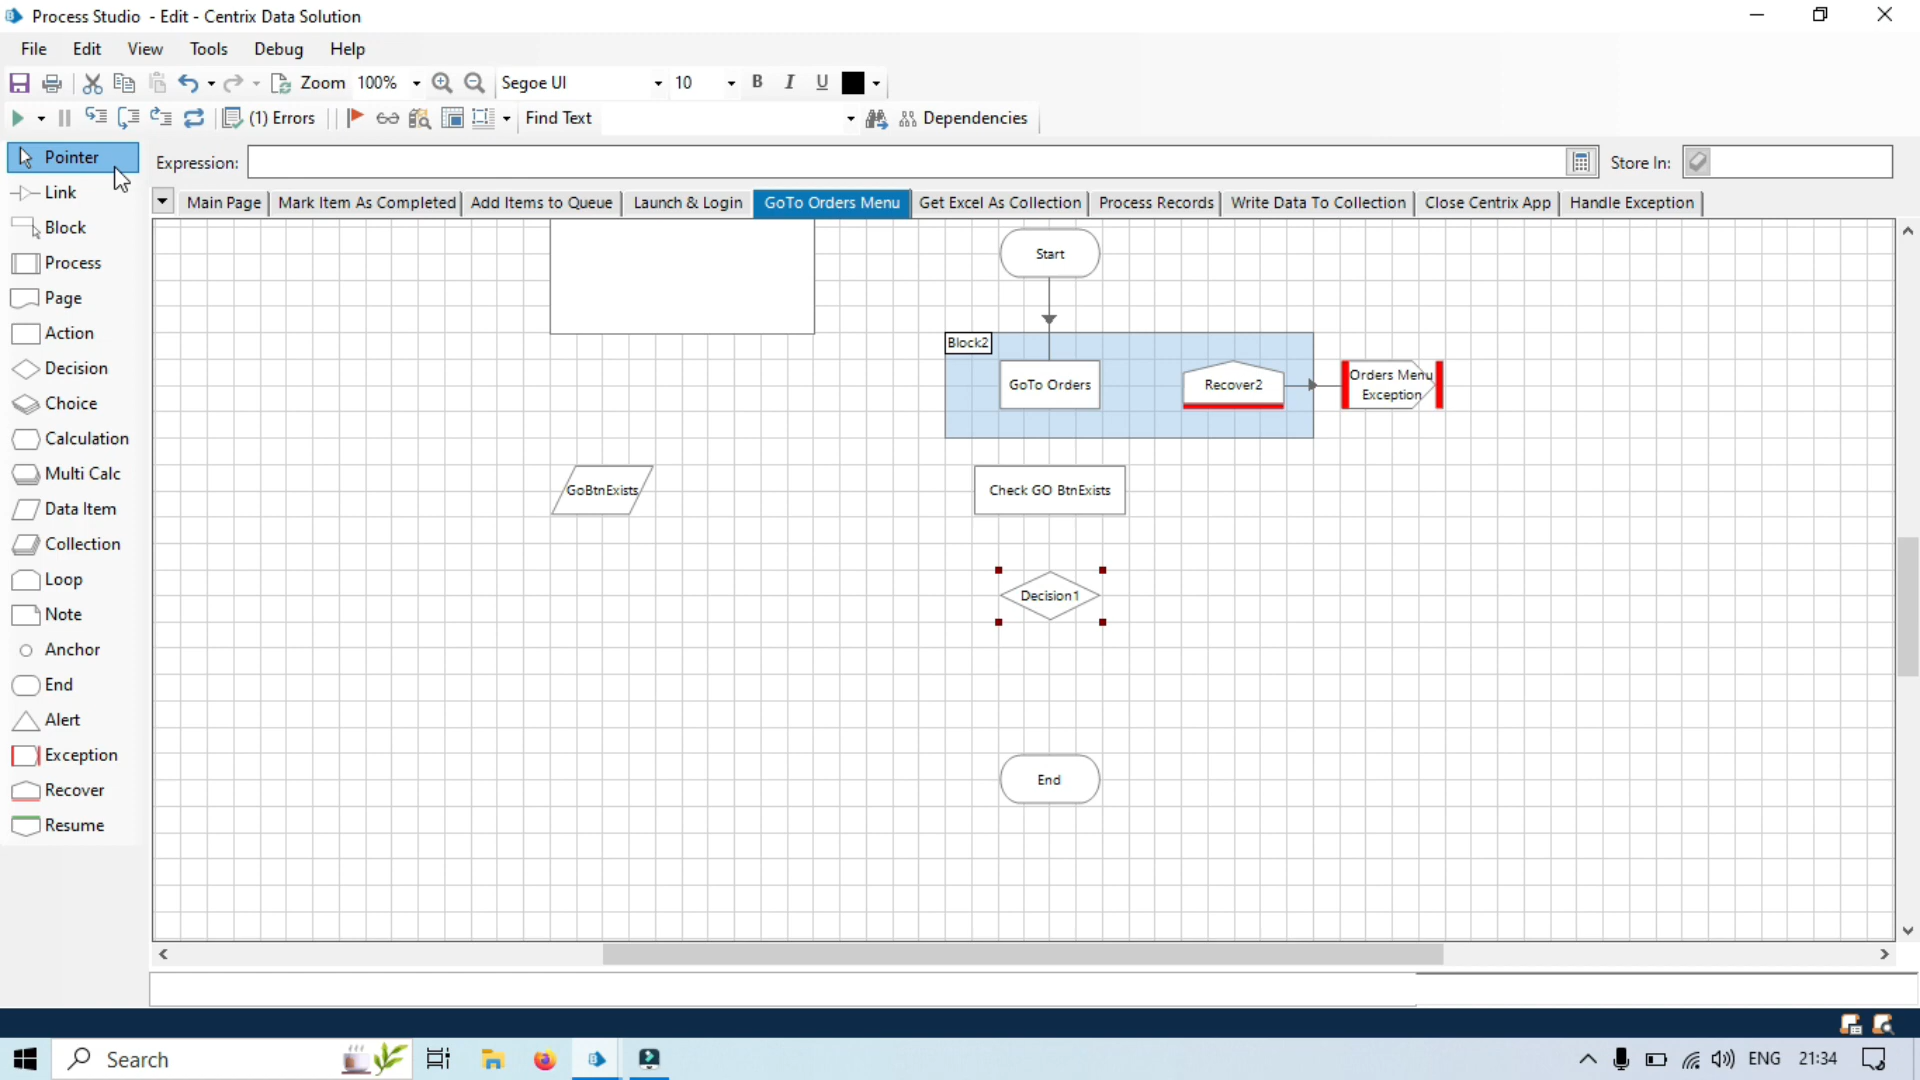 Process Studio - Edit - Centrix Data Solution
File Edit View Tools Debug Help
Zoom 100% Segoe UI 10 B I U
(1) Errors Find Text Dependencies
Pointer Expression: Store In:
Link Main Page Mark Item As Completed Add Items to Queue Launch & Login GoTo Orders Menu Get Excel As Collection Process Records Write Data To Collection Close Centrix App Handle Exception
Block
Process
Page
Action
Decision
Choice
Calculation
Multi Calc
Data Item
Collection
Loop
Note
Anchor
End
Alert
Exception
Recover
Resume
Start
Block2
GoTo Orders
Recover2
Orders Menu
Exception
GoBtnExists
Check GO BtnExists
Decision1
End
Search
ENG 21:34